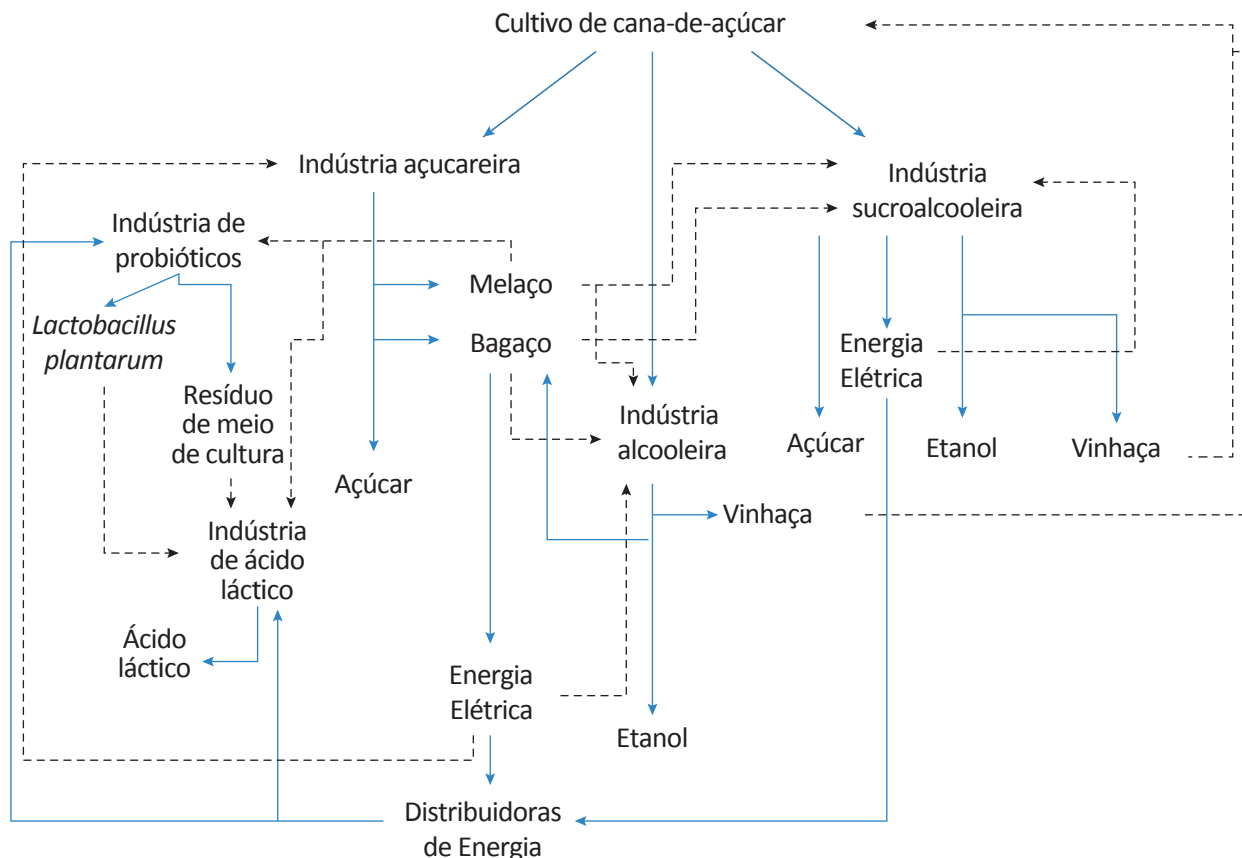 Cultivo de cana-de-açúcar
Indústria açucareira
Indústria
sucroalcooleira
Indústria de
probióticos
Melaço
Lactobacillus
plantarum
Bagaço
Energia
Elétrica
Resíduo
de meio
de cultura
Indústria
alcooleira
Açúcar
Etanol
Vinhaça
Açúcar
Vinhaça
Indústria
de ácido
láctico
Ácido
láctico
Energia
Elétrica
Etanol
Distribuidoras
de Energia